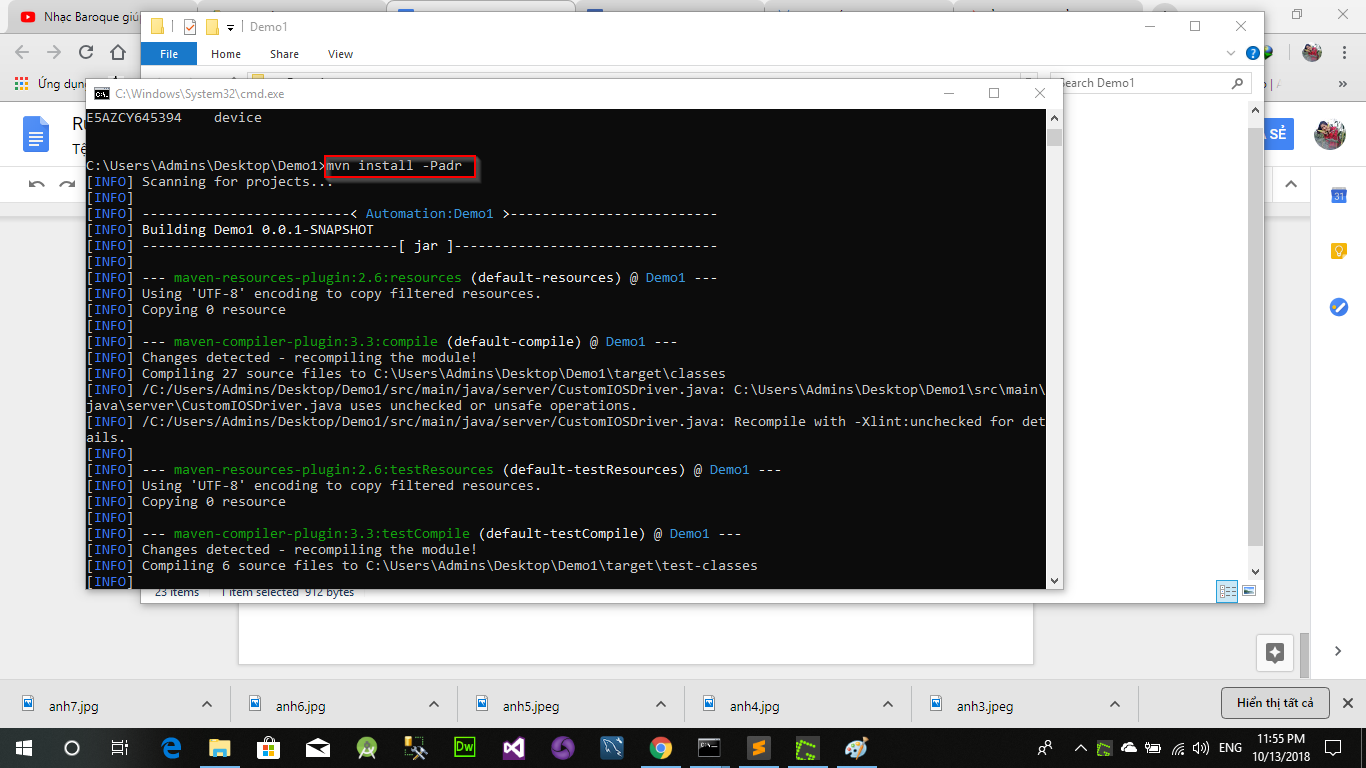 Nhạc Baroque giú
Demo1
File Home Share View
Ứng dụn
Search Demo1
C:\Windows\System32\cmd.exe
E5AZCY645394    device
C:\Users\Admins\Desktop\Demo1>mvn install -Padr
[INFO] Scanning for projects...
[INFO]
[INFO] --------------------------< Automation:Demo1 >--------------------------
[INFO] Building Demo1 0.0.1-SNAPSHOT
[INFO] --------------------------------[ jar ]---------------------------------
[INFO]
[INFO] --- maven-resources-plugin:2.6:resources (default-resources) @ Demo1 ---
[INFO] Using 'UTF-8' encoding to copy filtered resources.
[INFO] Copying 0 resource
[INFO]
[INFO] --- maven-compiler-plugin:3.3:compile (default-compile) @ Demo1 ---
[INFO] Changes detected - recompiling the module!
[INFO] Compiling 27 source files to C:\Users\Admins\Desktop\Demo1\target\classes
[INFO] /C:/Users/Admins/Desktop/Demo1/src/main/java/server/CustomIOSDriver.java: C:\Users\Admins\Desktop\Demo1\src\main\
java\server\CustomIOSDriver.java uses unchecked or unsafe operations.
[INFO] /C:/Users/Admins/Desktop/Demo1/src/main/java/server/CustomIOSDriver.java: Recompile with -Xlint:unchecked for det
ails.
[INFO]
[INFO] --- maven-resources-plugin:2.6:testResources (default-testResources) @ Demo1 ---
[INFO] Using 'UTF-8' encoding to copy filtered resources.
[INFO] Copying 0 resource
[INFO]
[INFO] --- maven-compiler-plugin:3.3:testCompile (default-testCompile) @ Demo1 ---
[INFO] Changes detected - recompiling the module!
[INFO] Compiling 6 source files to C:\Users\Admins\Desktop\Demo1\target\test-classes
[INFO]
23 items 1 item selected 912 bytes
SẺ
31
anh7.jpg anh6.jpg anh5.jpeg anh4.jpg anh3.jpeg Hiển thị tất cả
Dw
ENG
11:55 PM
10/13/2018